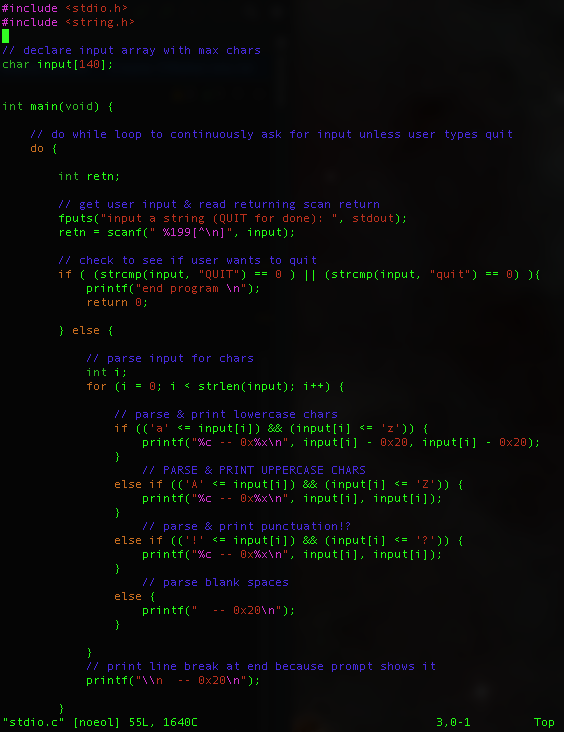 #include <stdio.h>
#include <string.h>
// declare input array with max chars
char input[140];
int main(void) {
// do while loop to continuously ask for input unless user types quit
do {
int retn;
// get user input & read returning scan return
fputs("input a string (QUIT for done): ", stdout);
retn = scanf(" %199[^\n]", input);
// check to see if user wants to quit
if ( (strcmp(input, "QUIT") == 0 ) || (strcmp(input, "quit") == 0) ){
printf("end program \n");
return 0;
} else {
// parse input for chars
int i;
for (i = 0; i < strlen(input); i++) {
// parse & print lowercase chars
if (('a' <= input[i]) && (input[i] <= 'z')) {
printf("%c -- 0x%x\n", input[i] - 0x20, input[i] - 0x20);
}
// PARSE & PRINT UPPERCASE CHARS
else if (('A' <= input[i]) && (input[i] <= 'Z')) {
printf("%c -- 0x%x\n", input[i], input[i]);
}
// parse & print punctuation!?
else if (('!' <= input[i]) && (input[i] <= '?')) {
printf("%c -- 0x%x\n", input[i], input[i]);
}
// parse blank spaces
else {
printf("  -- 0x20\n");
}
}
// print line break at end because prompt shows it
printf("\\n  -- 0x20\n");
}
"stdio.c" [noeol] 55L, 1640C 3,0-1 Top